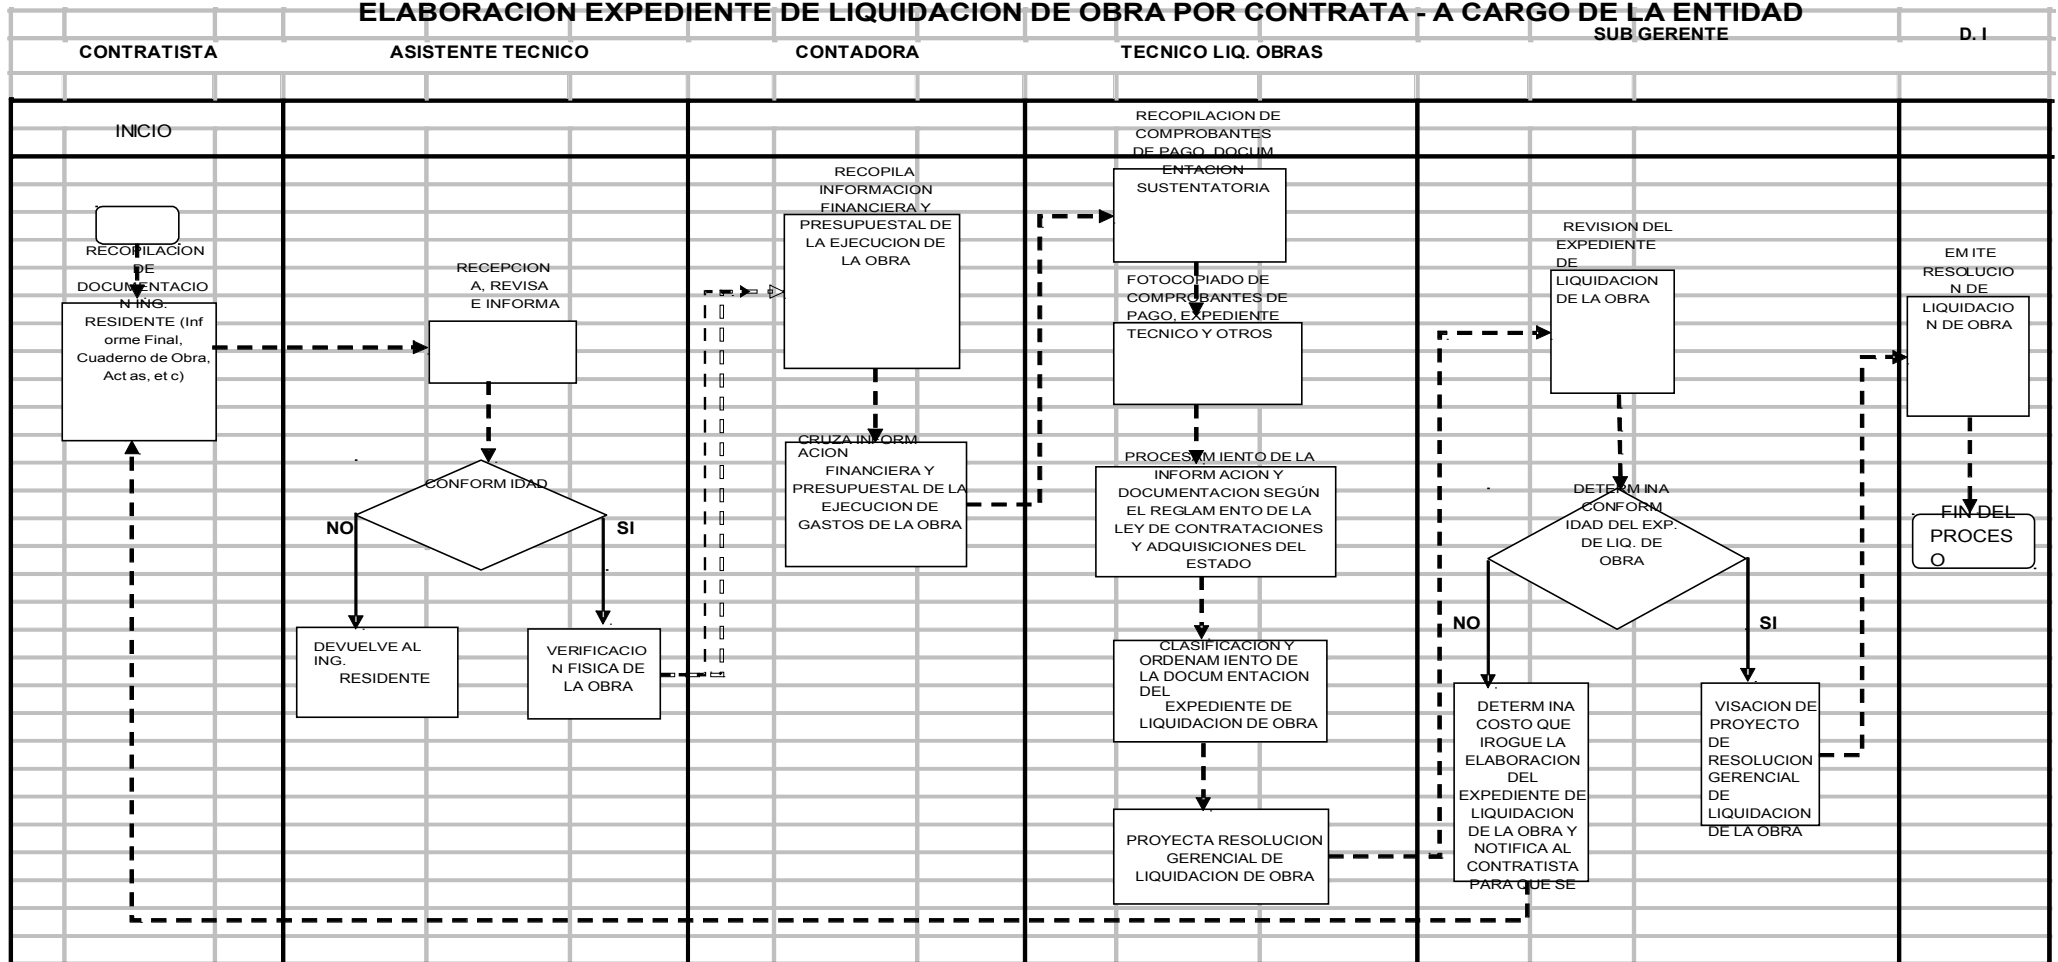 ELABORACION EXPEDIENTE DE LIQUIDACION DE OBRA POR CONTRATA - A CARGO DE LA ENTIDAD
CONTRATISTA
ASISTENTE TECNICO
CONTADORA
TECNICO LIQ. OBRAS
SUB GERENTE
D. I
INICIO
RECOPILACION
DE
DOCUMENTACIO
N ING.
RESIDENTE (Inf
orme Final,
Cuaderno de Obra,
Act as, et c)
RECEPCION
A, REVISA
E INFORMA
CONFORM IDAD
NO
SI
DEVUELVE AL
ING.
RESIDENTE
VERIFICACIO
N FISICA DE
LA OBRA
RECOPILA
INFORMACION
FINANCIERA Y
PRESUPUESTAL DE
LA EJECUCION DE
LA OBRA
CRUZA INFORM
ACION
FINANCIERA Y
PRESUPUESTAL DE LA
EJECUCION DE
GASTOS DE LA OBRA
RECOPILACION DE
COMPROBANTES
DE PAGO, DOCUM
ENTACION
SUSTENTATORIA
FOTOCOPIADO DE
COMPROBANTES DE
PAGO, EXPEDIENTE
TECNICO Y OTROS
PROCESAM IENTO DE LA
INFORM ACION Y
DOCUMENTACION SEGÚN
EL REGLAM ENTO DE LA
LEY DE CONTRATACIONES
Y ADQUISICIONES DEL
ESTADO
CLASIFICACION Y
ORDENAM IENTO DE
LA DOCUM ENTACION
DEL
EXPEDIENTE DE
LIQUIDACION DE OBRA
PROYECTA RESOLUCION
GERENCIAL DE
LIQUIDACION DE OBRA
REVISION DEL
EXPEDIENTE
DE
LIQUIDACION
DE LA OBRA
DETERM INA
CONFORM
IDAD DEL EXP.
DE LIQ. DE
OBRA
NO
SI
DETERM INA
COSTO QUE
IROGUE LA
ELABORACION
DEL
EXPEDIENTE DE
LIQUIDACION
DE LA OBRA Y
NOTIFICA AL
CONTRATISTA
PARA QUE SE
VISACION DE
PROYECTO
DE
RESOLUCION
GERENCIAL
DE
LIQUIDACION
DE LA OBRA
EM ITE
RESOLUCIO
N DE
LIQUIDACIO
N DE OBRA
FIN DEL
PROCES
O